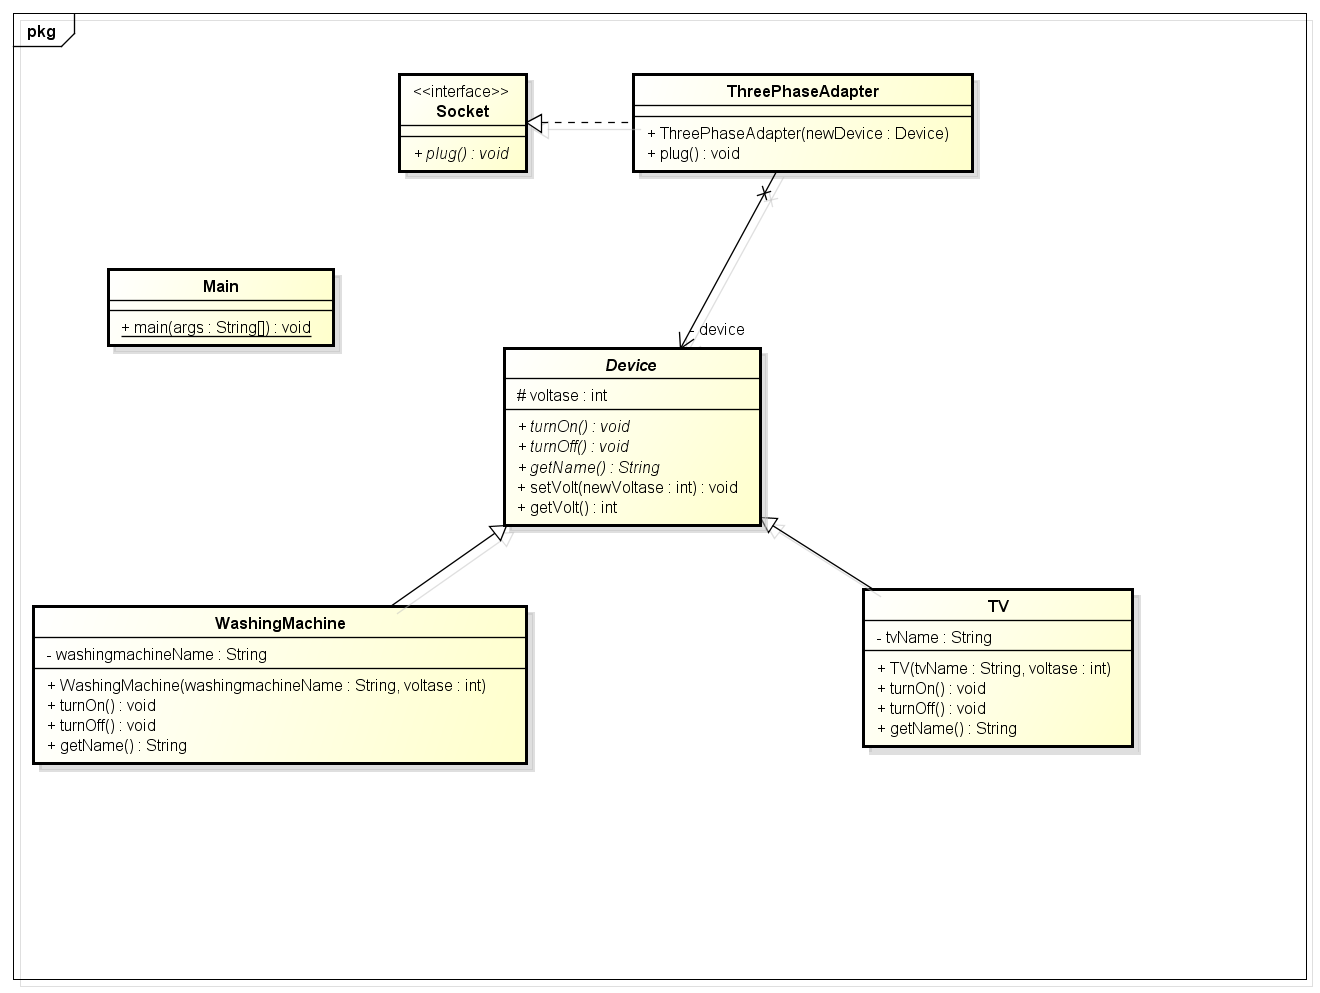 pkg
<<interface>>
Socket
+ plug() : void
ThreePhaseAdapter
+ ThreePhaseAdapter(newDevice : Device)
+ plug() : void
Main
+ main(args : String[]) : void
- device
Device
# voltase : int
+ turnOn() : void
+ turnOff() : void
+ getName() : String
+ setVolt(newVoltase : int) : void
+ getVolt() : int
WashingMachine
- washingmachineName : String
+ WashingMachine(washingmachineName : String, voltase : int)
+ turnOn() : void
+ turnOff() : void
+ getName() : String
TV
- tvName : String
+ TV(tvName : String, voltase : int)
+ turnOn() : void
+ turnOff() : void
+ getName() : String